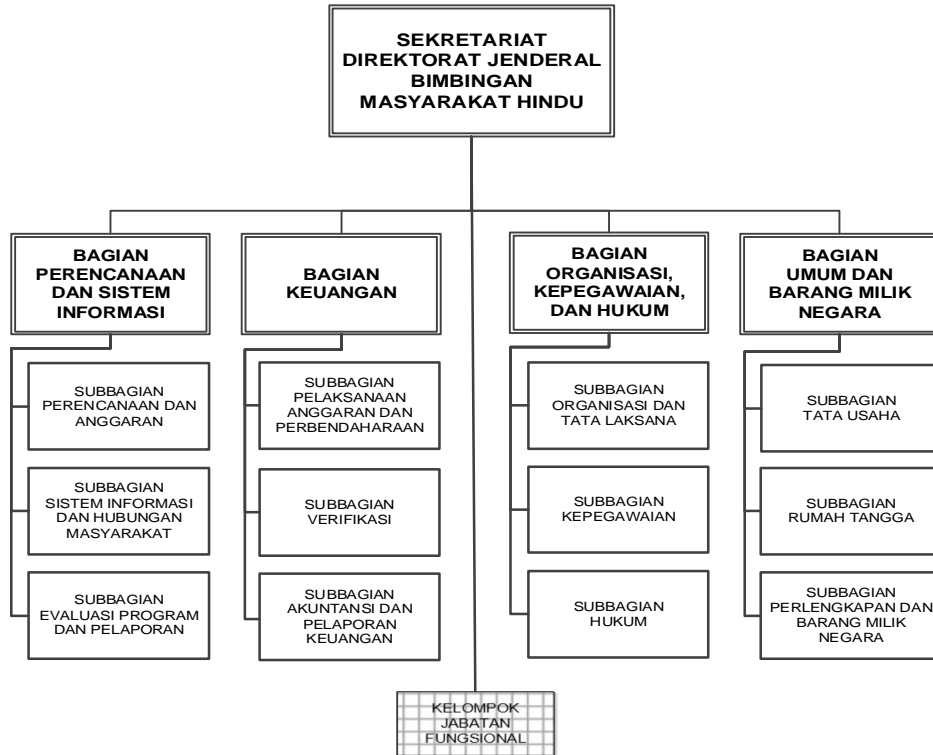 SEKRETARIAT
DIREKTORAT JENDERAL
BIMBINGAN
MASYARAKAT HINDU
BAGIAN
PERENCANAAN
DAN SISTEM
INFORMASI
BAGIAN
KEUANGAN
BAGIAN
ORGANISASI,
KEPEGAWAIAN,
DAN HUKUM
BAGIAN
UMUM DAN
BARANG MILIK
NEGARA
SUBBAGIAN
PERENCANAAN DAN
ANGGARAN
SUBBAGIAN
PELAKSANAAN
ANGGARAN DAN
PERBENDAHARAAN
SUBBAGIAN
ORGANISASI DAN
TATA LAKSANA
SUBBAGIAN
TATA USAHA
SUBBAGIAN
SISTEM INFORMASI
DAN HUBUNGAN
MASYARAKAT
SUBBAGIAN
VERIFIKASI
SUBBAGIAN
KEPEGAWAIAN
SUBBAGIAN
RUMAH TANGGA
SUBBAGIAN
EVALUASI PROGRAM
DAN PELAPORAN
SUBBAGIAN
AKUNTANSI DAN
PELAPORAN
KEUANGAN
SUBBAGIAN
HUKUM
SUBBAGIAN
PERLENGKAPAN DAN
BARANG MILIK
NEGARA
KELOMPOK
JABATAN
FUNGSIONAL